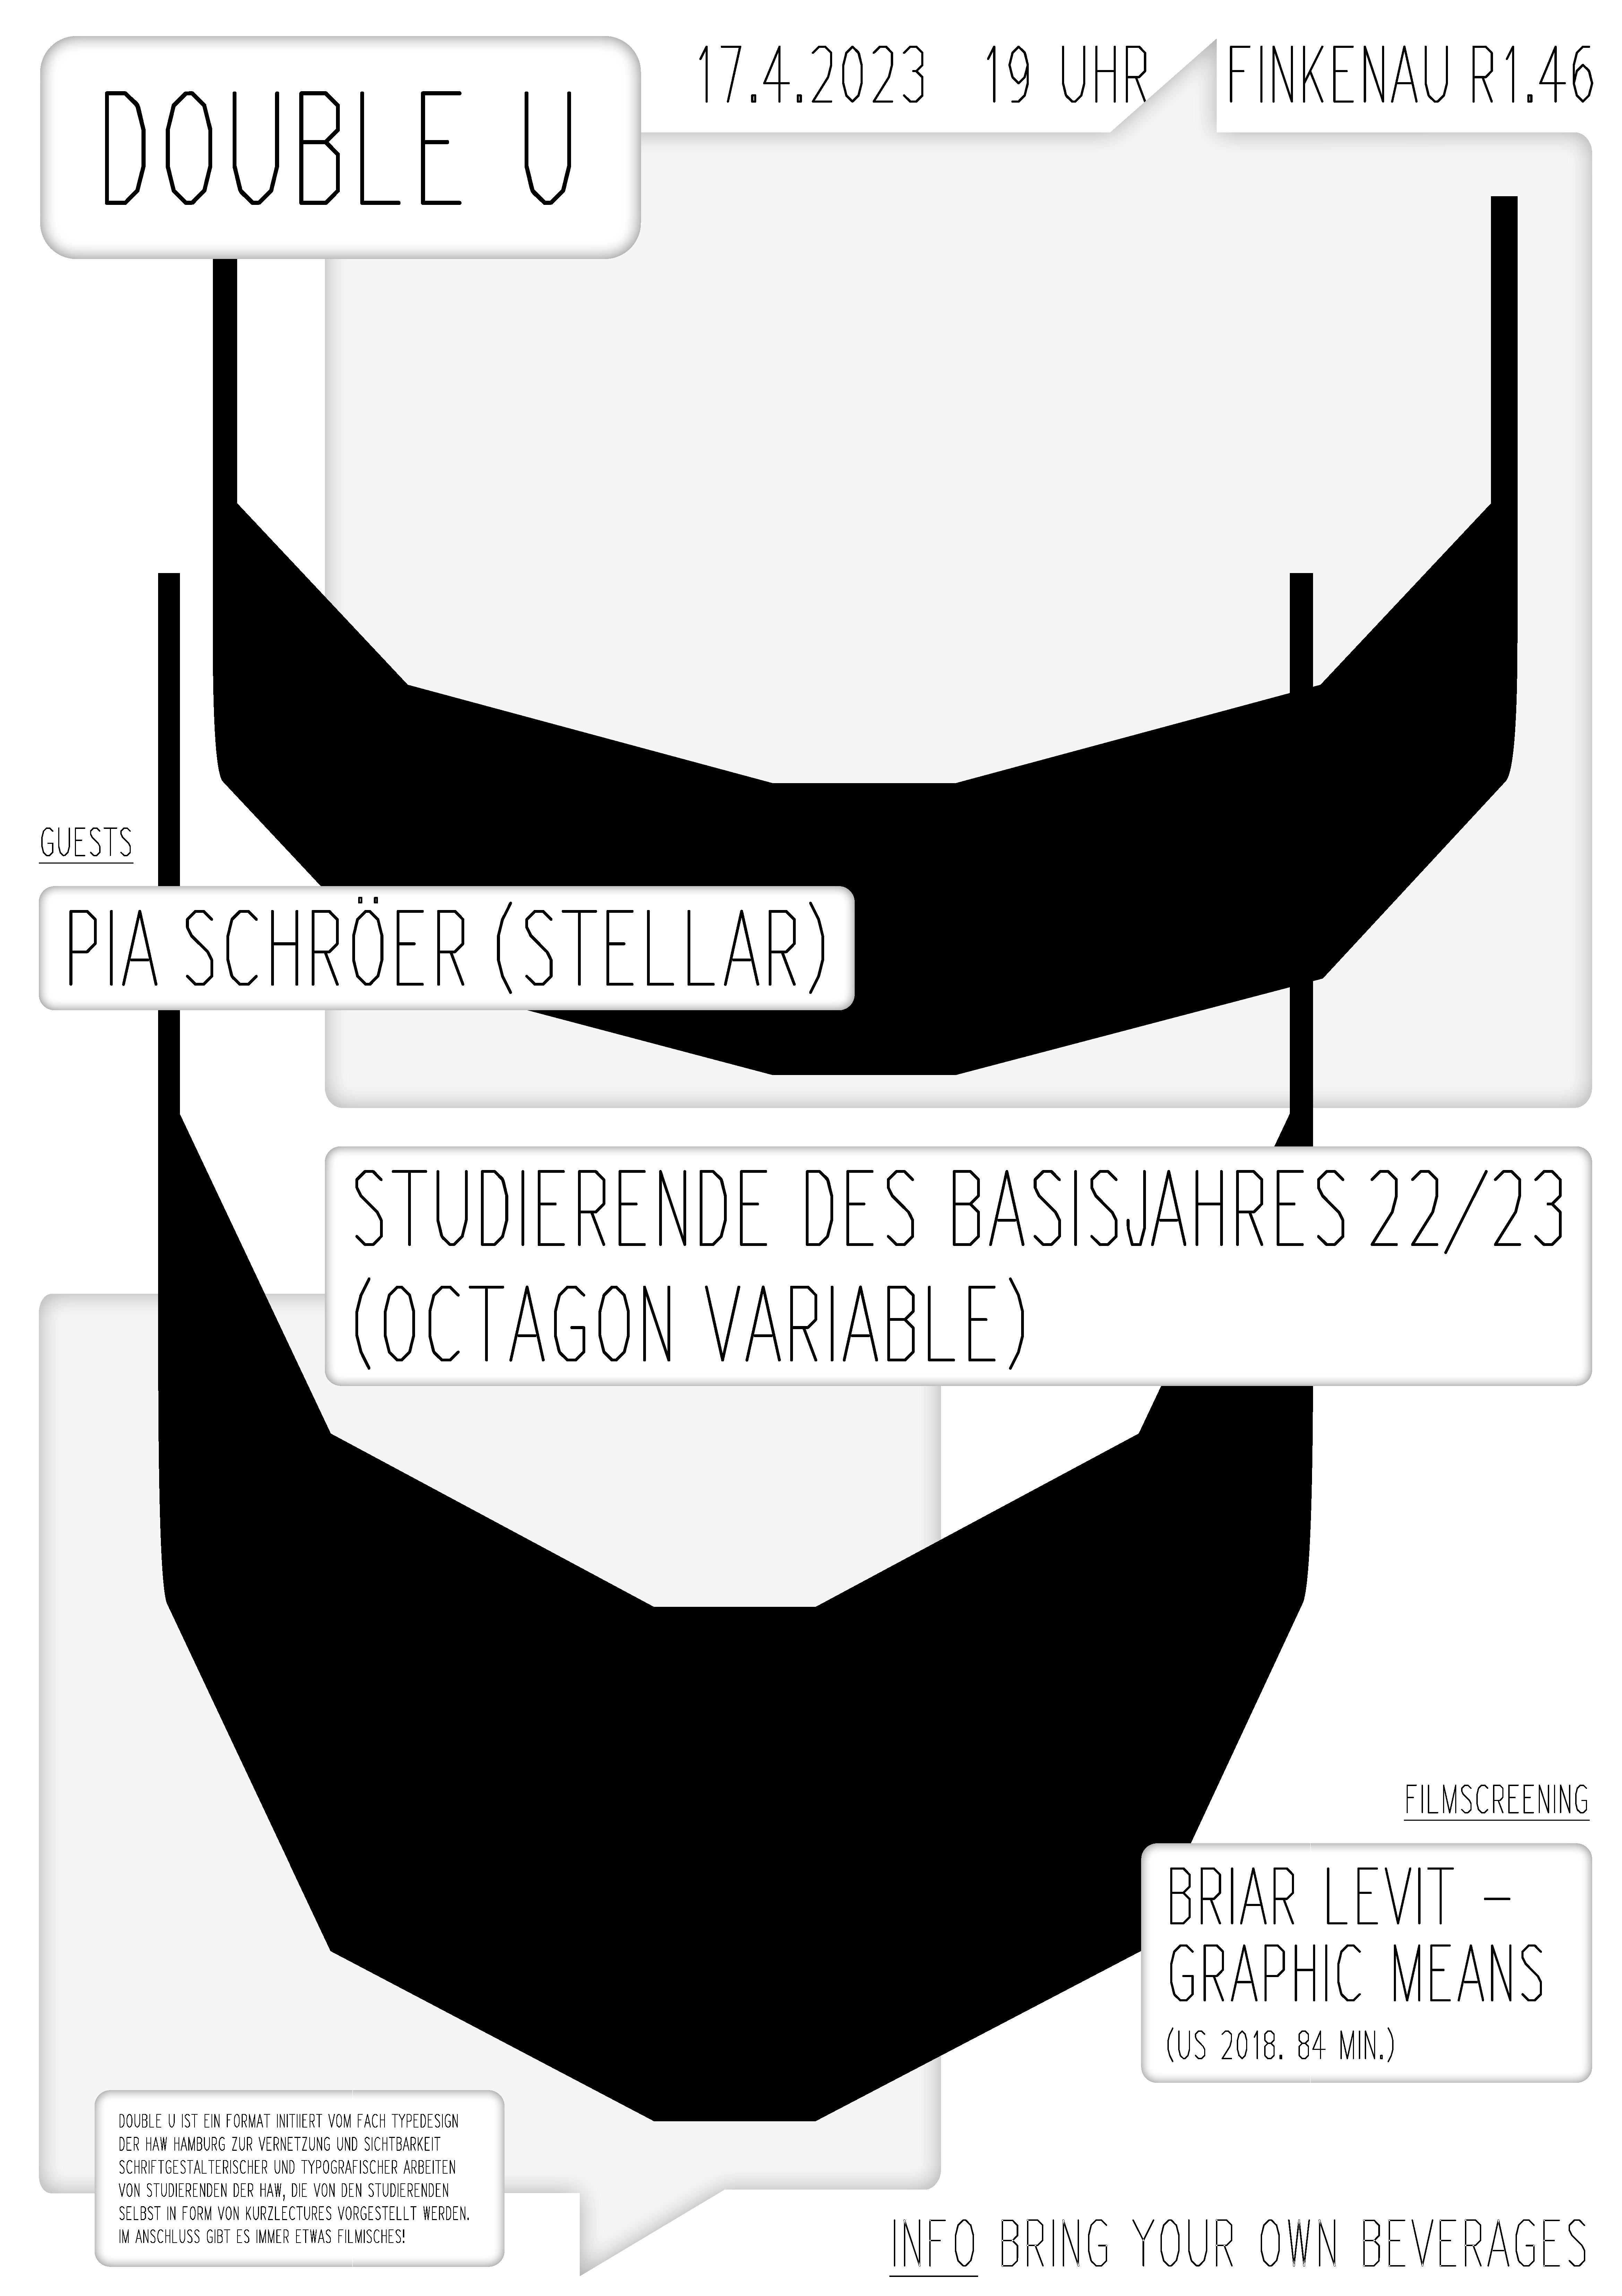 DOUBLE U
17.4.2023 19 UHR FINKENAU R1.46
GUESTS
PIA SCHRÖER (STELLAR)
STUDIERENDE DES BASISJAHRES 22/23
(OCTAGON VARIABLE)
FILMSCREENING
BRIAR LEVIT –
GRAPHIC MEANS
(US 2018. 84 MIN.)
DOUBLE U IST EIN FORMAT INITIIERT VOM FACH TYPEDESIGN
DER HAW HAMBURG ZUR VERNETZUNG UND SICHTBARKEIT
SCHRIFTGESTALTERISCHER UND TYPOGRAFISCHER ARBEITEN
VON STUDIERENDEN DER HAW, DIE VON DEN STUDIERENDEN
SELBST IN FORM VON KURZLECTURES VORGESTELLT WERDEN.
IM ANSCHLUSS GIBT ES IMMER ETWAS FILMISCHES!
INFO BRING YOUR OWN BEVERAGES